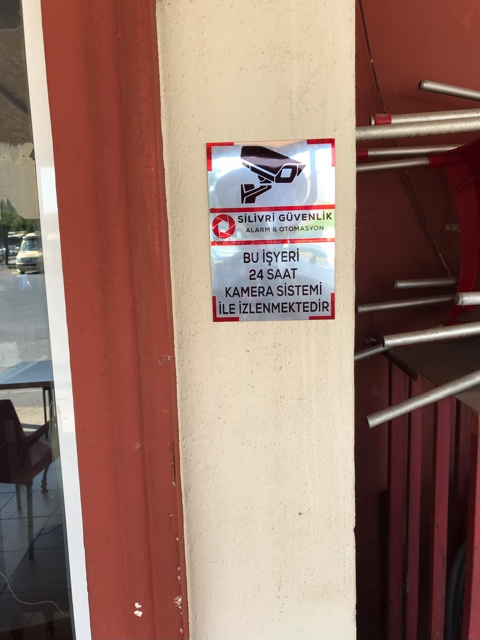 SİLİVRİ GÜVENLİK
ALARM & OTOMASYON
BU İŞYERİ
24 SAAT
KAMERA SİSTEMİ
İLE İZLENMEKTEDİR